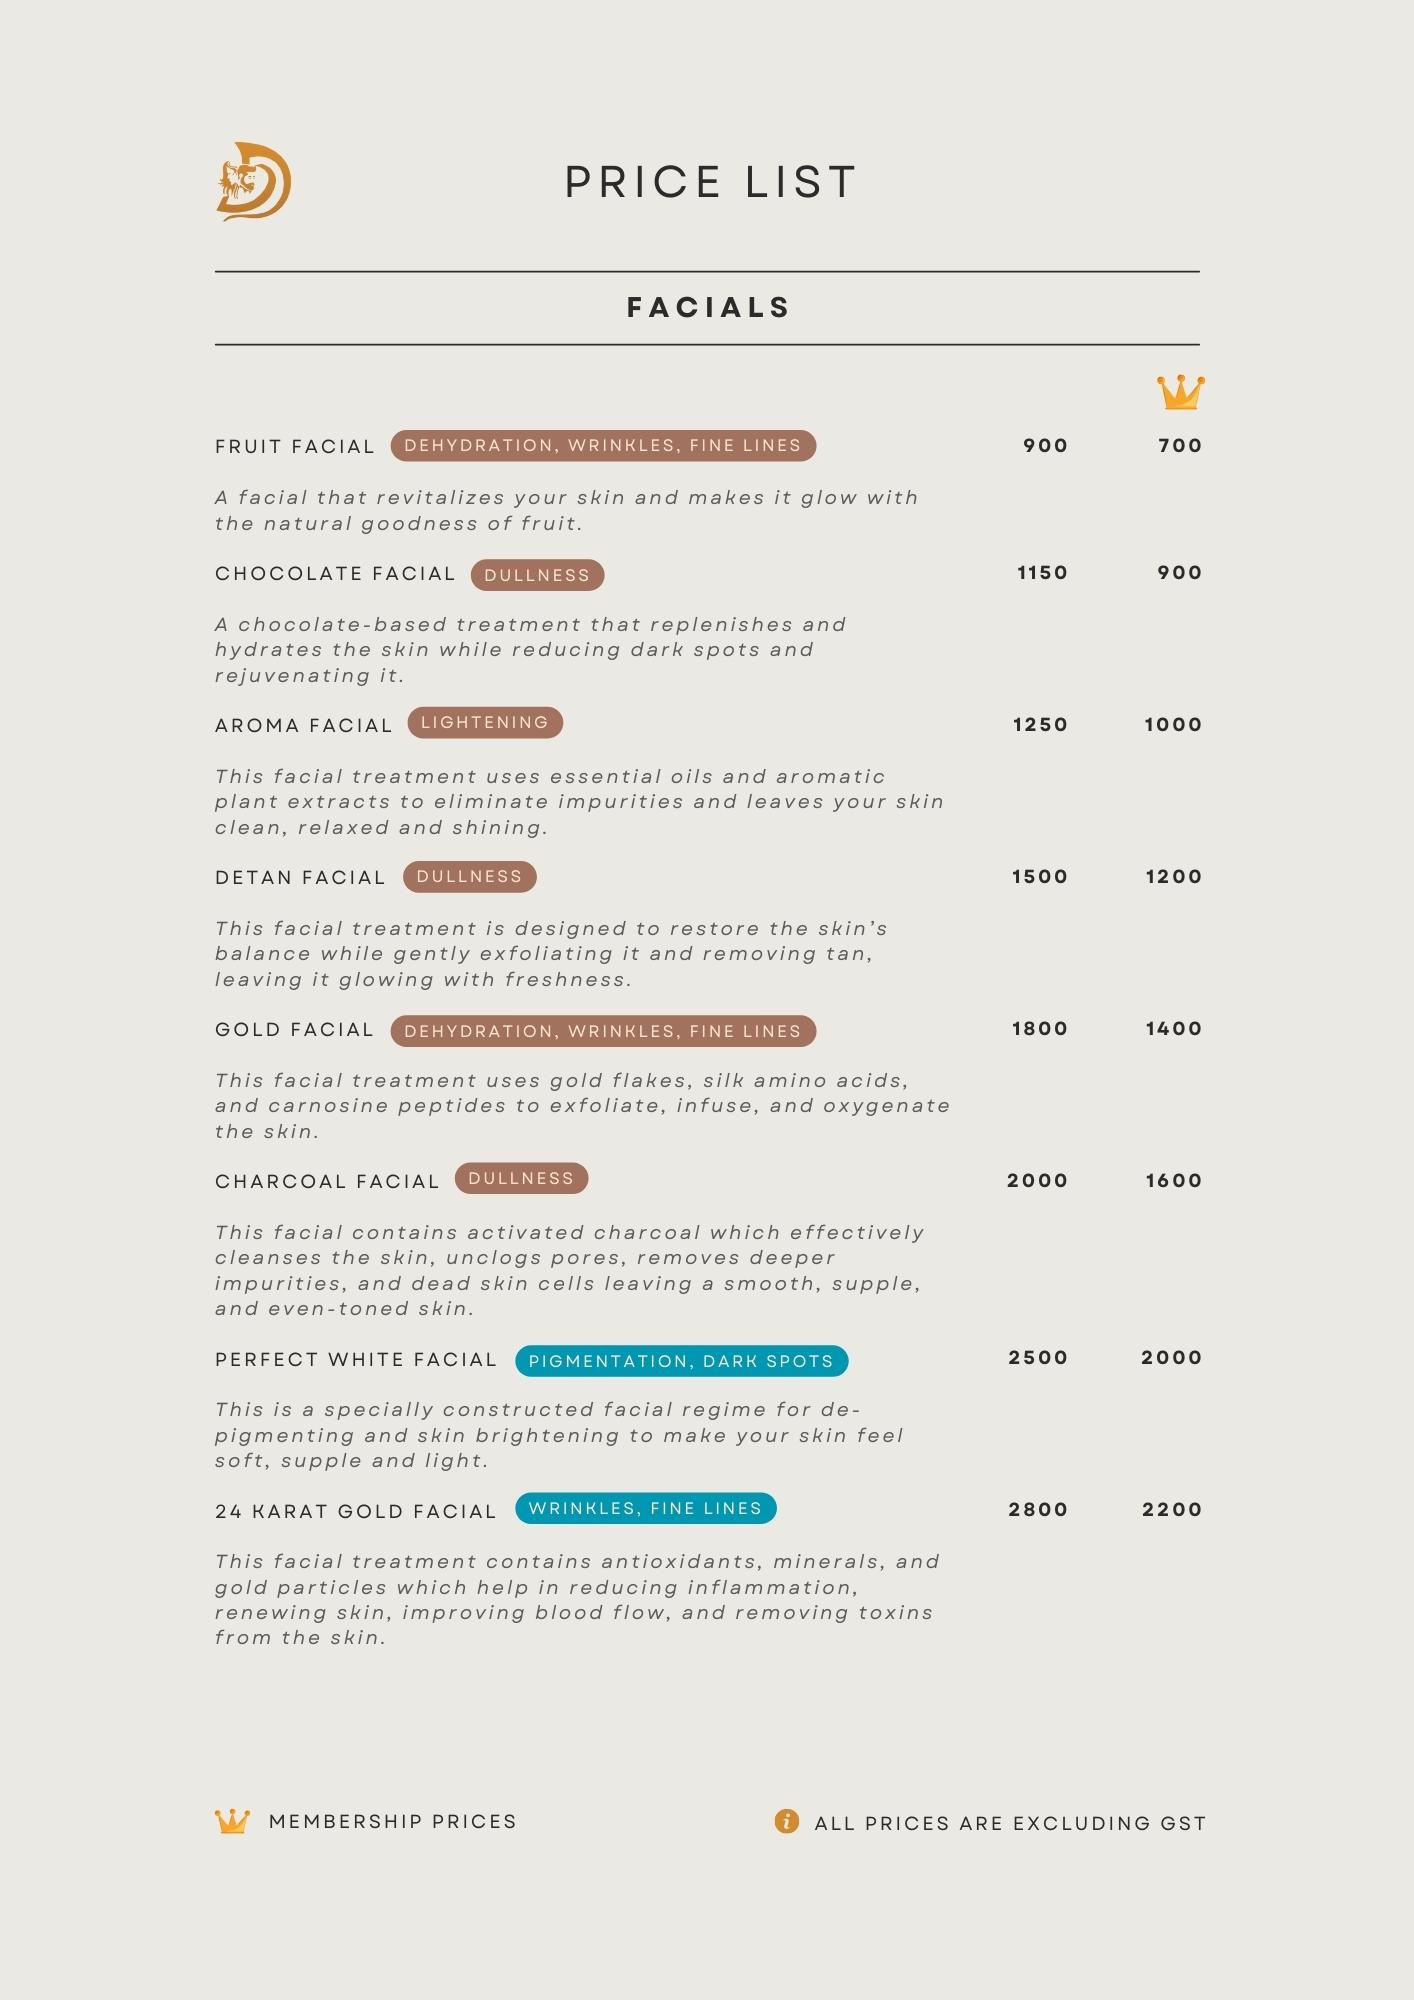 PRICE LIST
FACIALS
FRUIT FACIAL DEHYDRATION, WRINKLES, FINE LINES 900 700
A facial that revitalizes your skin and makes it glow with
the natural goodness of fruit.
CHOCOLATE FACIAL DULLNESS 1150 900
A chocolate-based treatment that replenishes and
hydrates the skin while reducing dark spots and
rejuvenating it.
AROMA FACIAL LIGHTENING 1250 1000
This facial treatment uses essential oils and aromatic
plant extracts to eliminate impurities and leaves your skin
clean, relaxed and shining.
DETAN FACIAL DULLNESS 1500 1200
This facial treatment is designed to restore the skin’s
balance while gently exfoliating it and removing tan,
leaving it glowing with freshness.
GOLD FACIAL DEHYDRATION, WRINKLES, FINE LINES 1800 1400
This facial treatment uses gold flakes, silk amino acids,
and carnosine peptides to exfoliate, infuse, and oxygenate
the skin.
CHARCOAL FACIAL DULLNESS 2000 1600
This facial contains activated charcoal which effectively
cleanses the skin, unclogs pores, removes deeper
impurities, and dead skin cells leaving a smooth, supple,
and even-toned skin.
PERFECT WHITE FACIAL PIGMENTATION, DARK SPOTS 2500 2000
This is a specially constructed facial regime for de-
pigmenting and skin brightening to make your skin feel
soft, supple and light.
24 KARAT GOLD FACIAL WRINKLES, FINE LINES 2800 2200
This facial treatment contains antioxidants, minerals, and
gold particles which help in reducing inflammation,
renewing skin, improving blood flow, and removing toxins
from the skin.
MEMBERSHIP PRICES
i ALL PRICES ARE EXCLUDING GST